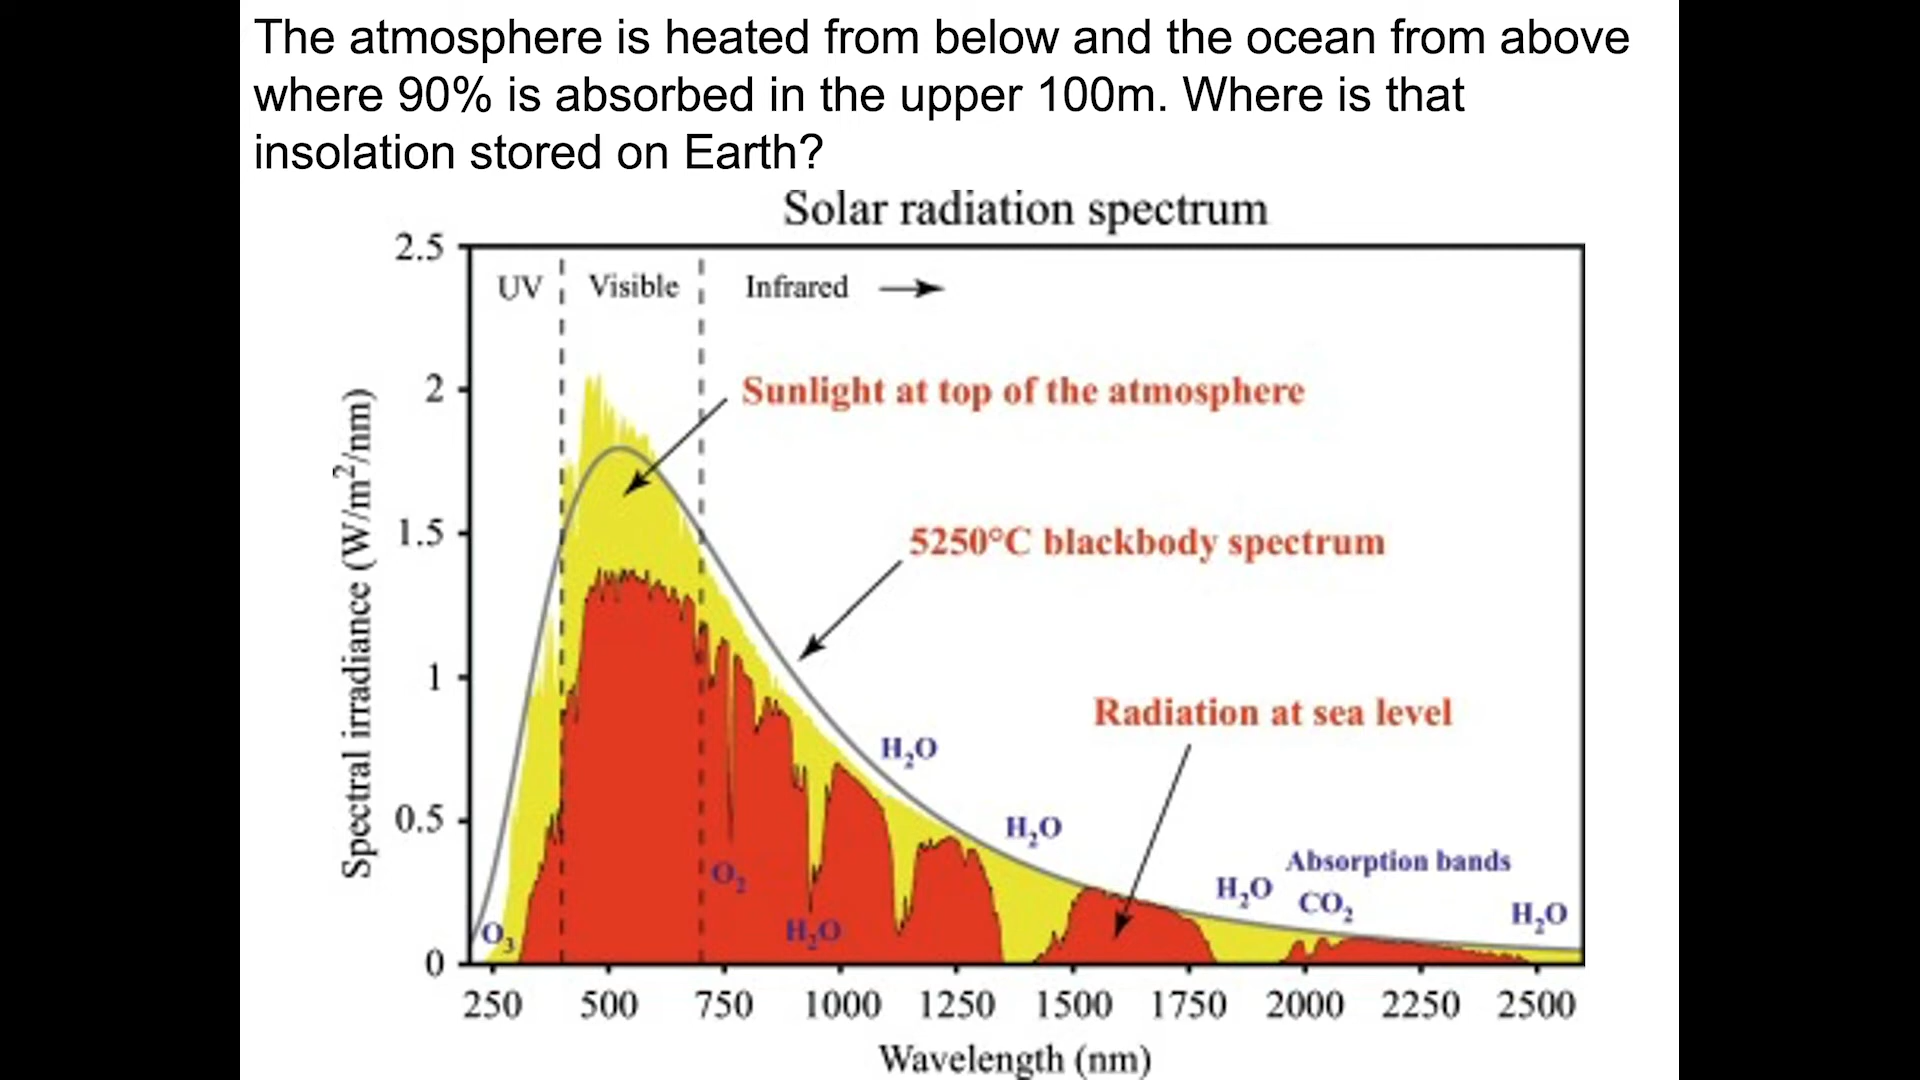 The atmosphere is heated from below and the ocean from above
where 90% is absorbed in the upper 100m. Where is that
insolation stored on Earth?
Solar radiation spectrum
2.5
UV
Visible
Infrared
2
Sunlight at top of the atmosphere
1.5
5250°C blackbody spectrum
1
Radiation at sea level
H₂O
0.5
H₂O
Absorption bands
O₂
H₂O
CO₂
H₂O
O₃
H₂O
0
250 500 750 1000 1250 1500 1750 2000 2250 2500
Wavelength (nm)
Spectral irradiance (W/m²/nm)